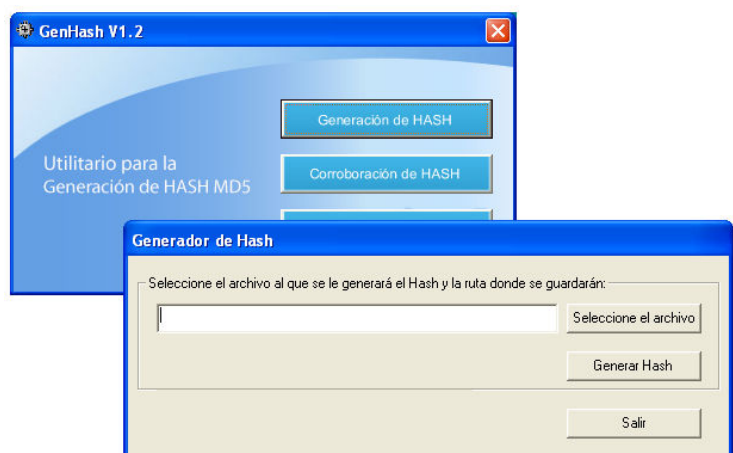 GenHash V1.2
Generación de HASH
Utilitario para la
Generación de HASH MD5
Corroboración de HASH
Generador de Hash
Seleccione el archivo al que se le generará el Hash y la ruta donde se guardarán:
Seleccione el archivo
Generar Hash
Salir